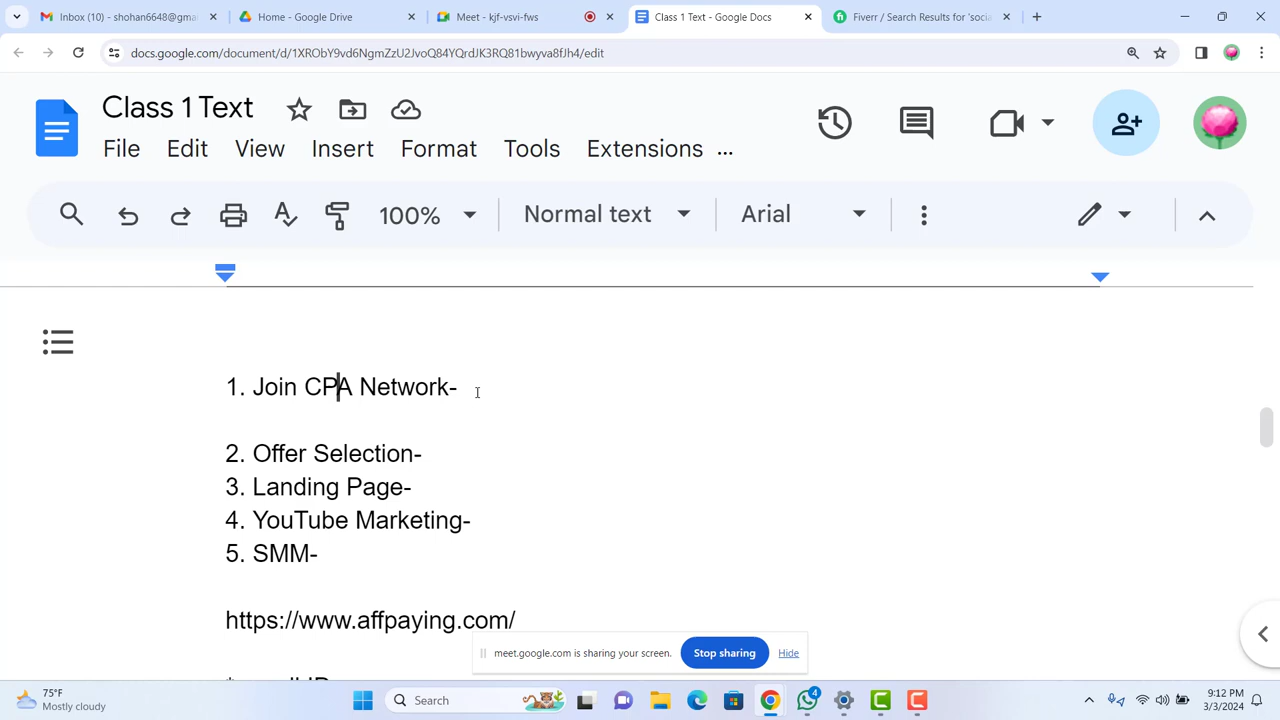 Inbox (10) - shohan6648@gma
Home - Google Drive
Meet - kjf-vsvi-fws
Class 1 Text - Google Docs
Fiverr / Search Results for 'socia
docs.google.com/document/d/1XRObY9vd6NgmZzU2JvoQ84YQrdJK3RQ81bwyva8fJh4/edit
Class 1 Text
File Edit View Insert Format Tools Extensions ...
100% Normal text Arial
1. Join CPA Network-
2. Offer Selection-
3. Landing Page-
4. YouTube Marketing-
5. SMM-
https://www.affpaying.com/
meet.google.com is sharing your screen. Stop sharing Hide
75°F
Mostly cloudy
Search
4
9:12 PM
3/3/2024